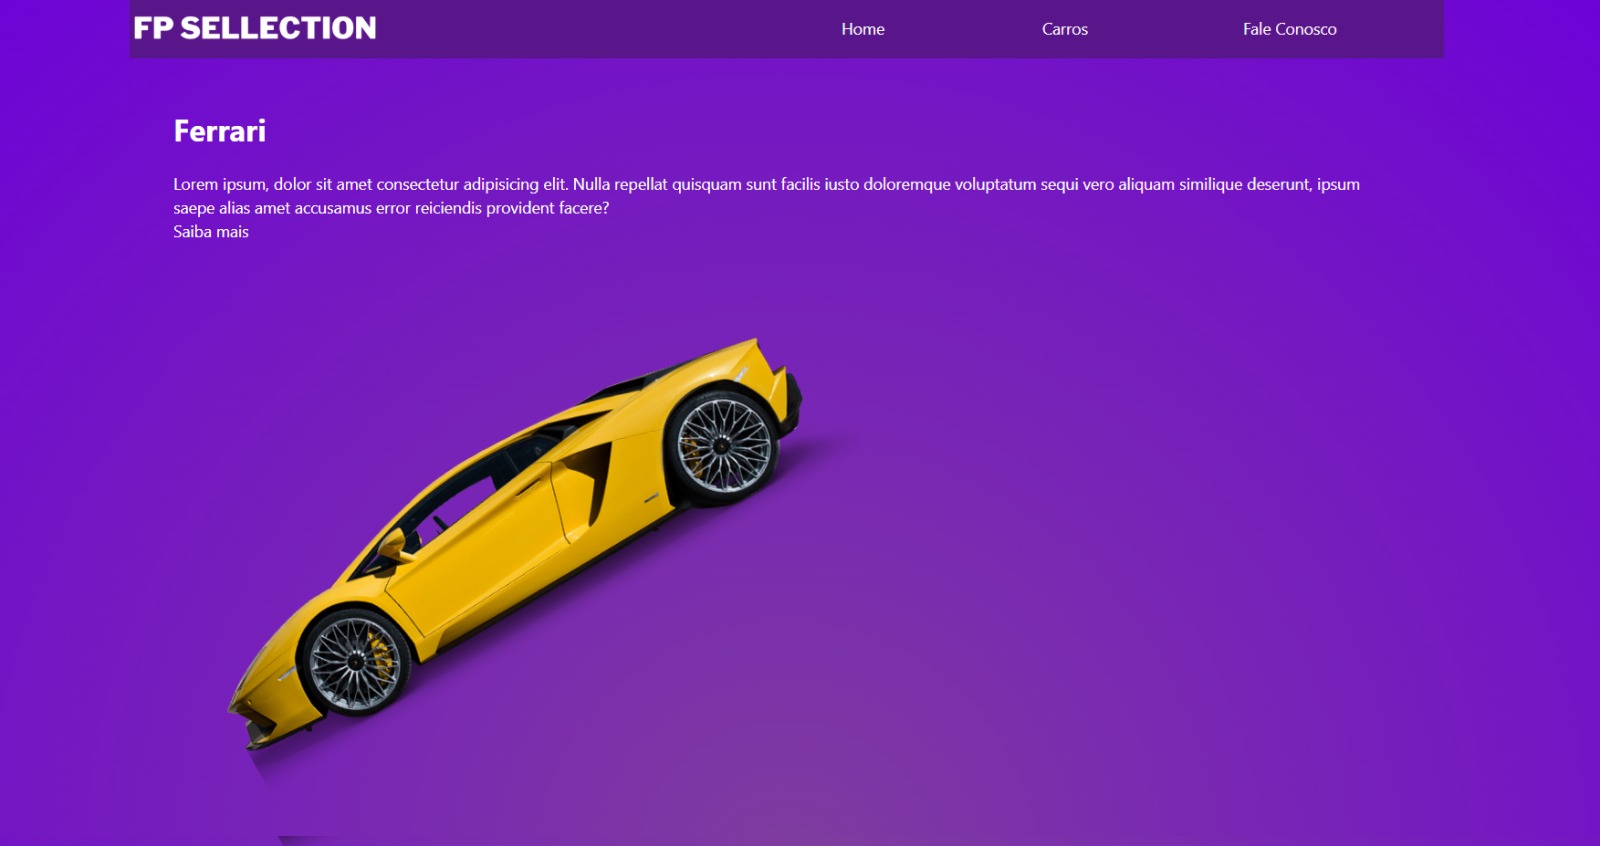 FP SELLECTION
Home
Carros
Fale Conosco
Ferrari
Lorem ipsum, dolor sit amet consectetur adipisicing elit. Nulla repellat quisquam sunt facilis iusto doloremque voluptatum sequi vero aliquam similique deserunt, ipsum
saepe alias amet accusamus error reiciendis provident facere?
Saiba mais